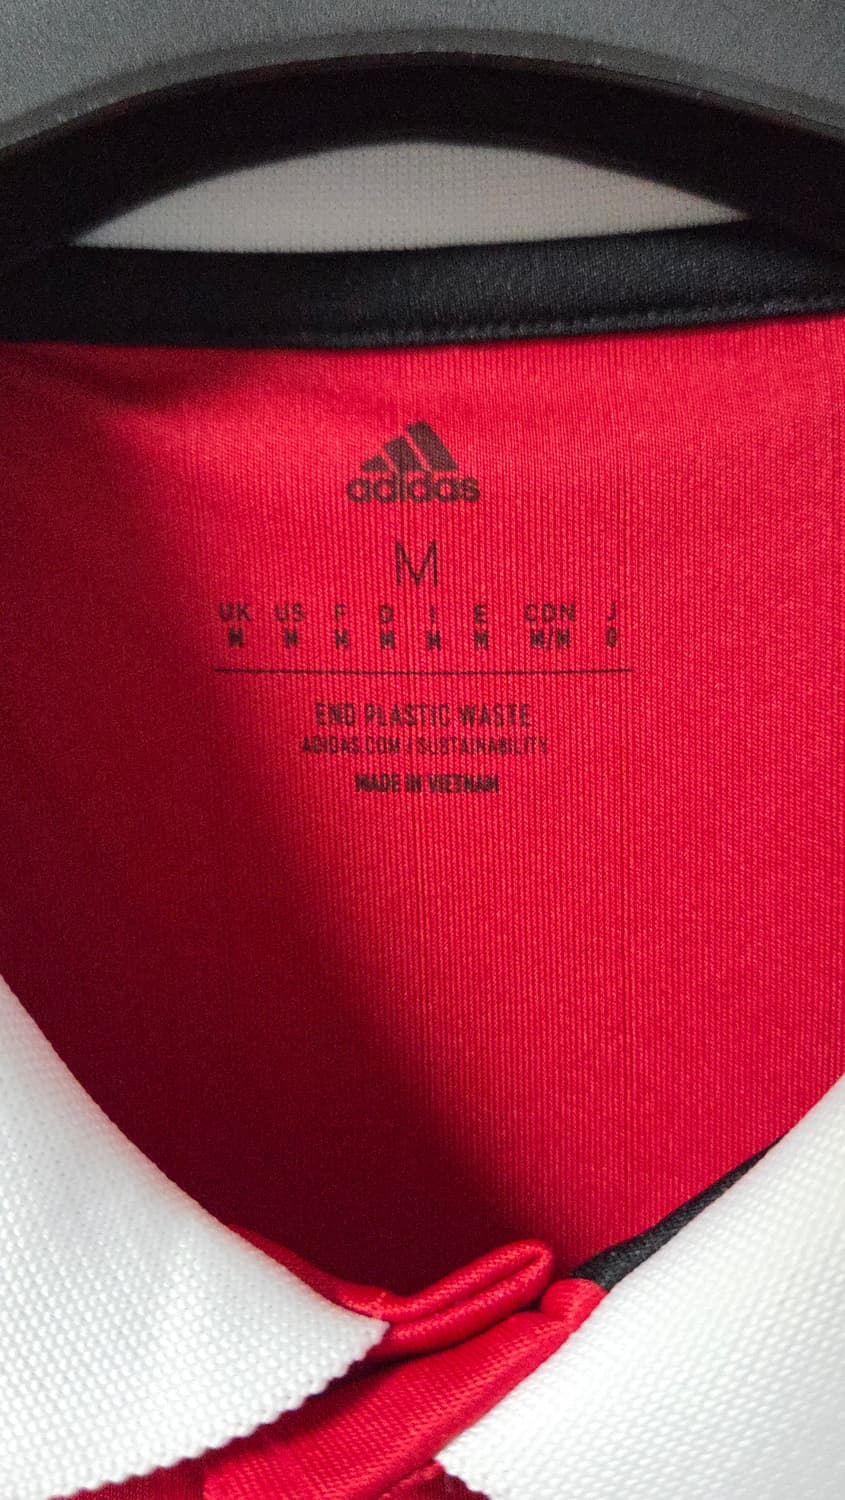 adidas
M
UK US F D I E CDN J
M M M M M M M/M O
END PLASTIC WASTE
ADIDAS.COM / SUSTAINABILITY
MADE IN VIETNAM